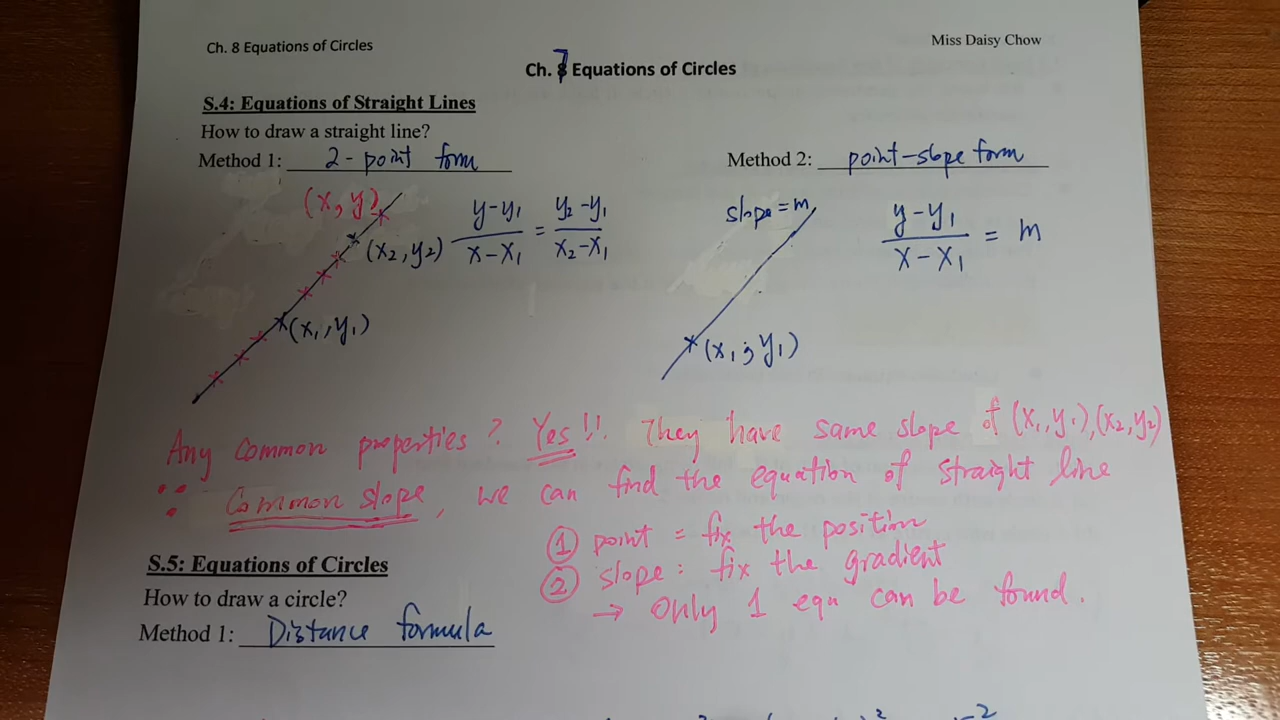 Ch. 8 Equations of Circles
Miss Daisy Chow
Ch. 7 Equations of Circles
S.4: Equations of Straight Lines
How to draw a straight line?
Method 1: 2-point form
Method 2: point-slope form
(x, y)
(x2, y2)
(x1, y1)
y-y1 / x-x1 = y2-y1 / x2-x1
slope = m
(x1, y1)
y-y1 / x-x1 = m
Any common properties? Yes!! They have same slope of (x1,y1),(x2,y2)
∵ Common slope, we can find the equation of straight line
① point = fix the position
② slope: fix the gradient
→ Only 1 eqn can be found.
S.5: Equations of Circles
How to draw a circle?
Method 1: Distance formula